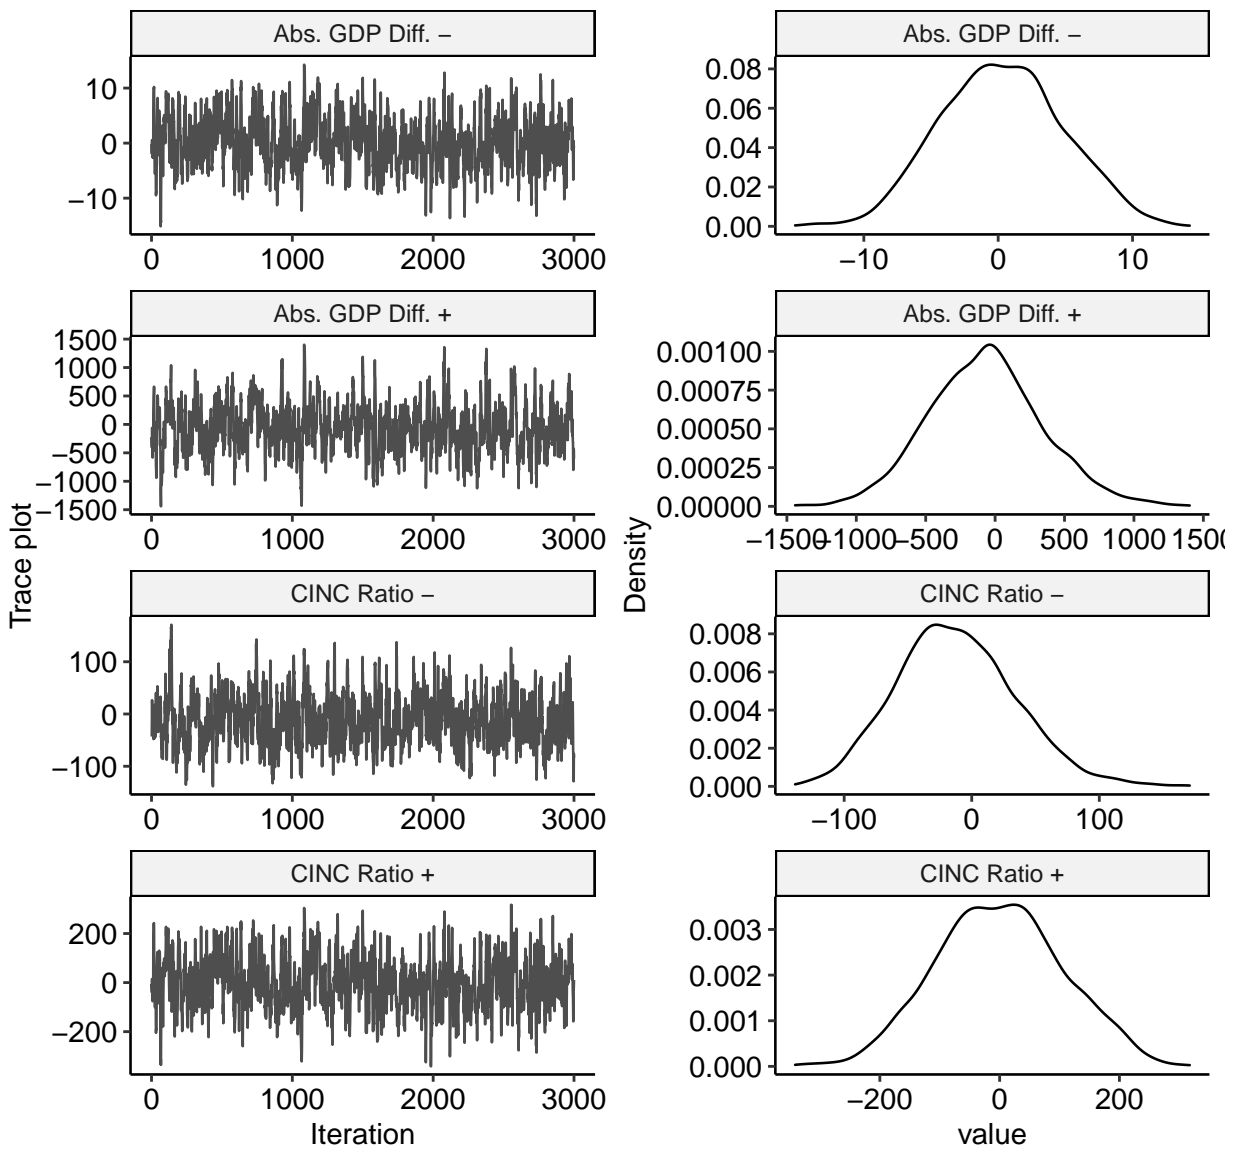 Abs. GDP Diff. −
10
0
−10
0 1000 2000 3000
Abs. GDP Diff. −
0.08
0.06
0.04
0.02
0.00
−10 0 10
Abs. GDP Diff. +
1500
1000
500
0
−500
−1000
−1500
0 1000 2000 3000
Abs. GDP Diff. +
0.00100
0.00075
0.00050
0.00025
0.00000
−1500 −1000 −500 0 500 1000 1500
Trace plot
Density
CINC Ratio −
100
0
−100
0 1000 2000 3000
CINC Ratio −
0.008
0.006
0.004
0.002
0.000
−100 0 100
CINC Ratio +
200
0
−200
0 1000 2000 3000
Iteration
CINC Ratio +
0.003
0.002
0.001
0.000
−200 0 200
value